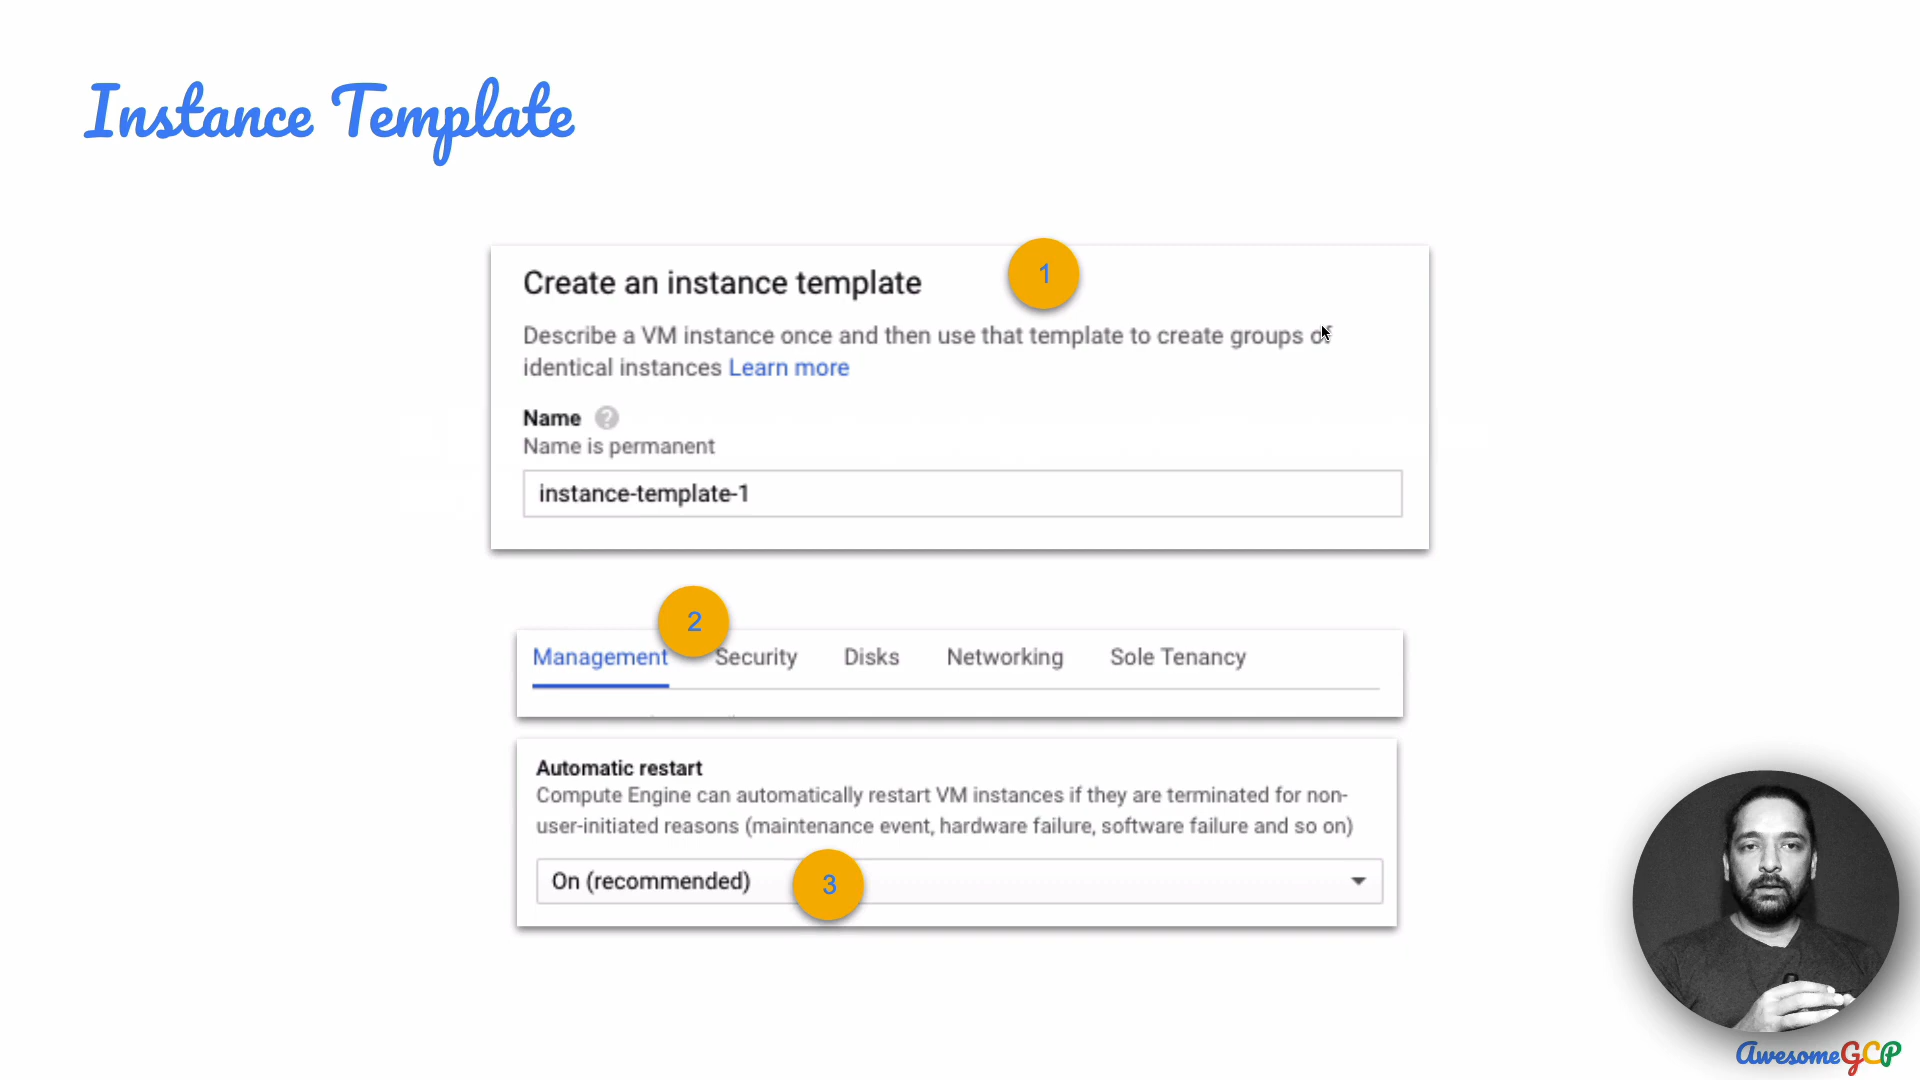 Instance Template
Create an instance template
1
Describe a VM instance once and then use that template to create groups of
identical instances Learn more
Name ?
Name is permanent
instance-template-1
2
Management Security Disks Networking Sole Tenancy
Automatic restart
Compute Engine can automatically restart VM instances if they are terminated for non-
user-initiated reasons (maintenance event, hardware failure, software failure and so on)
On (recommended)
3
AwesomeGCP